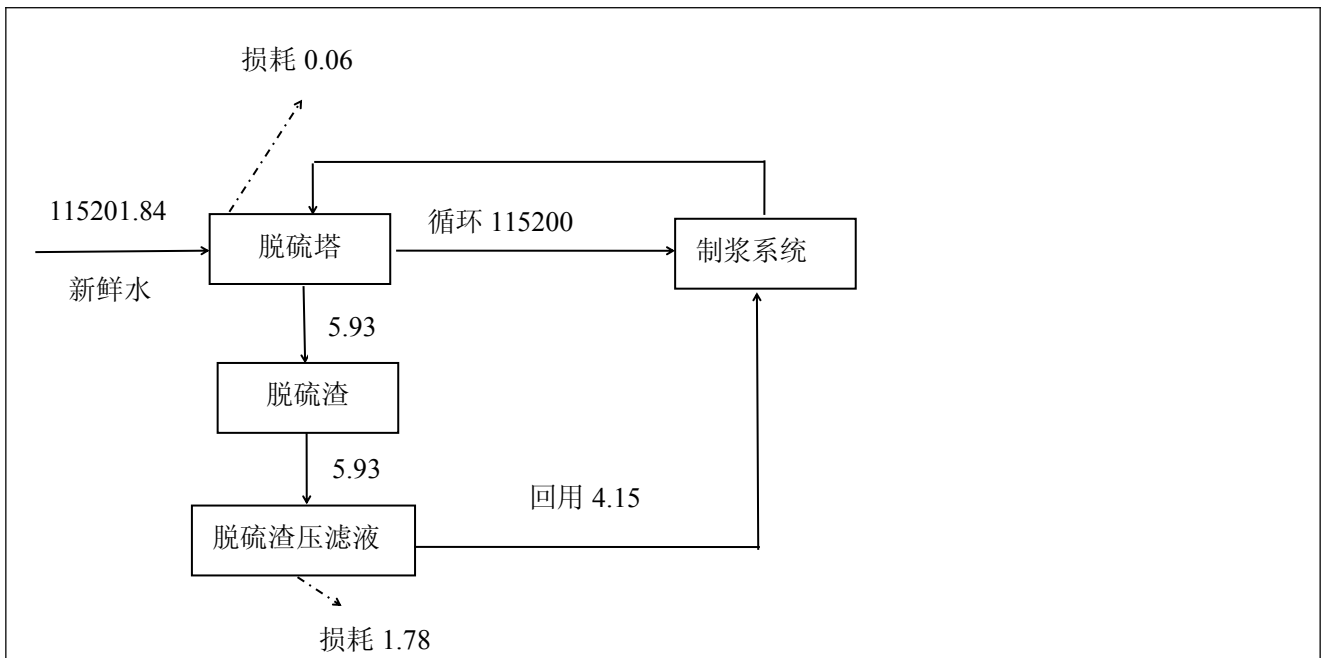 损耗 0.06
115201.84
新鲜水
脱硫塔
循环 115200
制浆系统
5.93
脱硫渣
5.93
回用 4.15
脱硫渣压滤液
损耗 1.78